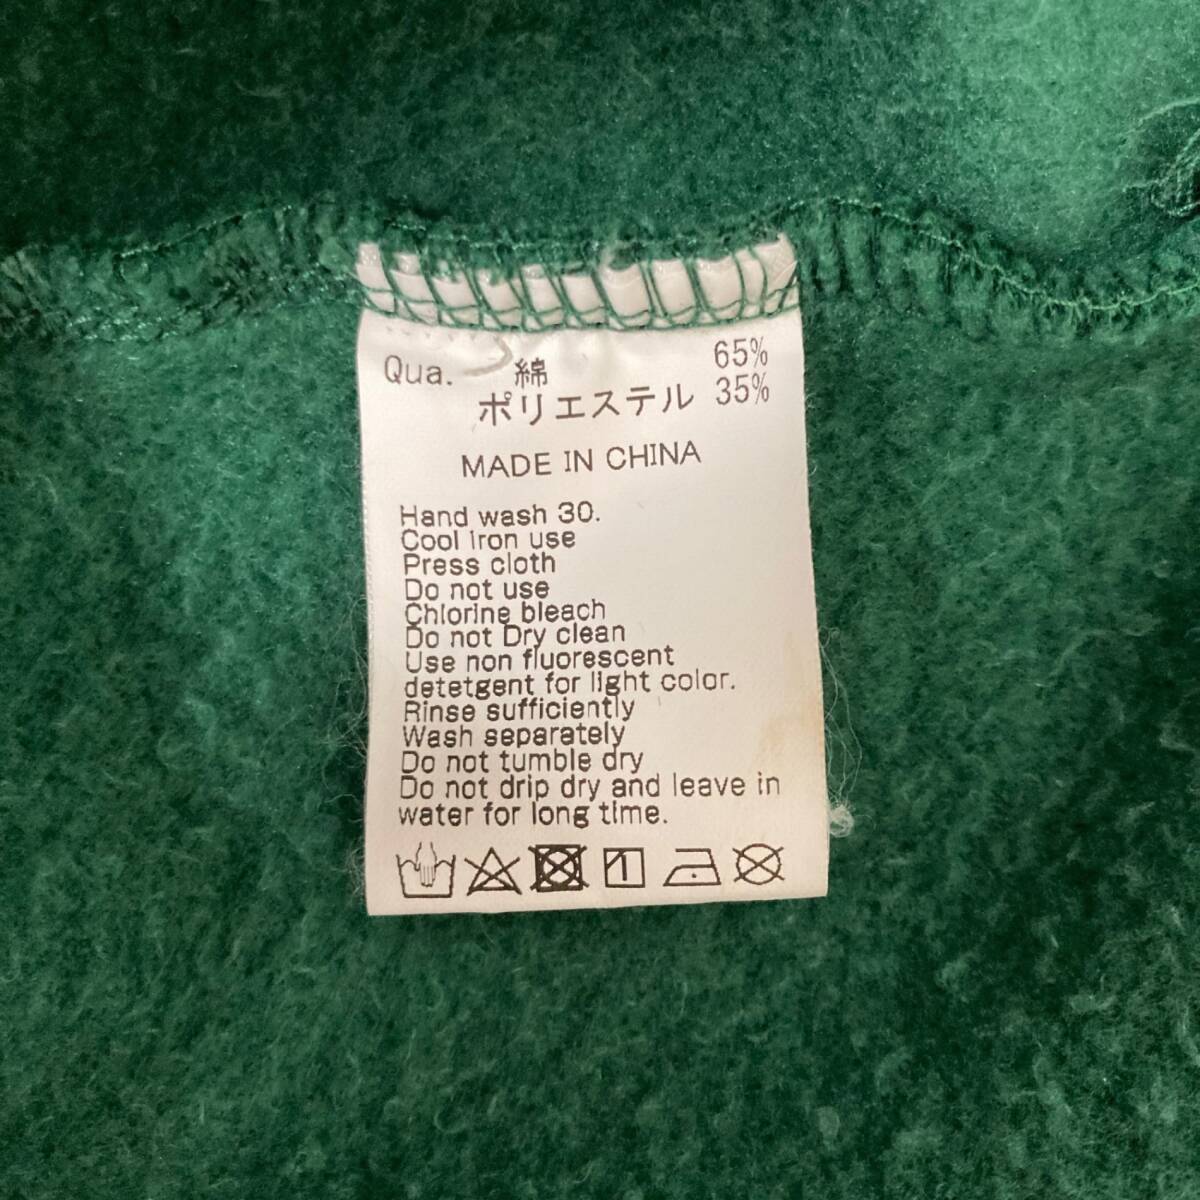 Qua. 綿 65%
ポリエステル 35%
MADE IN CHINA
Hand wash 30.
Cool iron use
Press cloth
Do not use
Chlorine bleach
Do not Dry clean
Use non fluorescent
detetgent for light color.
Rinse sufficiently
Wash separately
Do not tumble dry
Do not drip dry and leave in
water for long time.